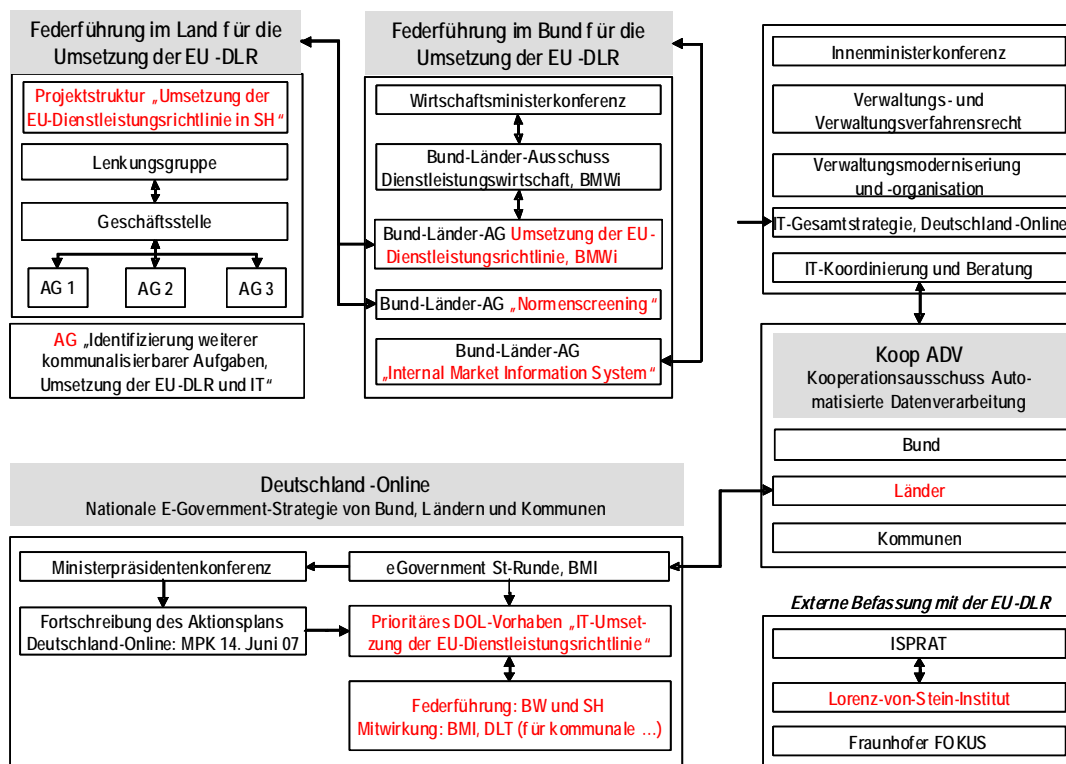 Federführung im Land für die
Umsetzung der EU -DLR
Projektstruktur „Umsetzung der
EU-Dienstleistungsrichtlinie in SH“
Lenkungsgruppe
Geschäftsstelle
AG 1
AG 2
AG 3
AG „Identifizierung weiterer
kommunalisierbarer Aufgaben,
Umsetzung der EU-DLR und IT“
Federführung im Bund für die
Umsetzung der EU -DLR
Wirtschaftsministerkonferenz
Bund-Länder-Ausschuss
Dienstleistungswirtschaft, BMWi
Bund-Länder-AG Umsetzung der EU-
Dienstleistungsrichtlinie, BMWi
Bund-Länder-AG „Normenscreening“
Bund-Länder-AG
„Internal Market Information System“
Innenministerkonferenz
Verwaltungs- und
Verwaltungsverfahrensrecht
Verwaltungsmoderniserung
und -organisation
IT-Gesamtstrategie, Deutschland-Online
IT-Koordinierung und Beratung
Koop ADV
Kooperationsausschuss Auto-
matisierte Datenverarbeitung
Bund
Länder
Kommunen
Deutschland -Online
Nationale E-Government-Strategie von Bund, Ländern und Kommunen
Ministerpräsidentenkonferenz
eGovernment St-Runde, BMI
Fortschreibung des Aktionsplans
Deutschland-Online: MPK 14. Juni 07
Prioritäres DOL-Vorhaben „IT-Umset-
zung der EU-Dienstleistungsrichtlinie“
Federführung: BW und SH
Mitwirkung: BMI, DLT (für kommunale ...)
Externe Befassung mit der EU-DLR
ISPRAT
Lorenz-von-Stein-Institut
Fraunhofer FOKUS